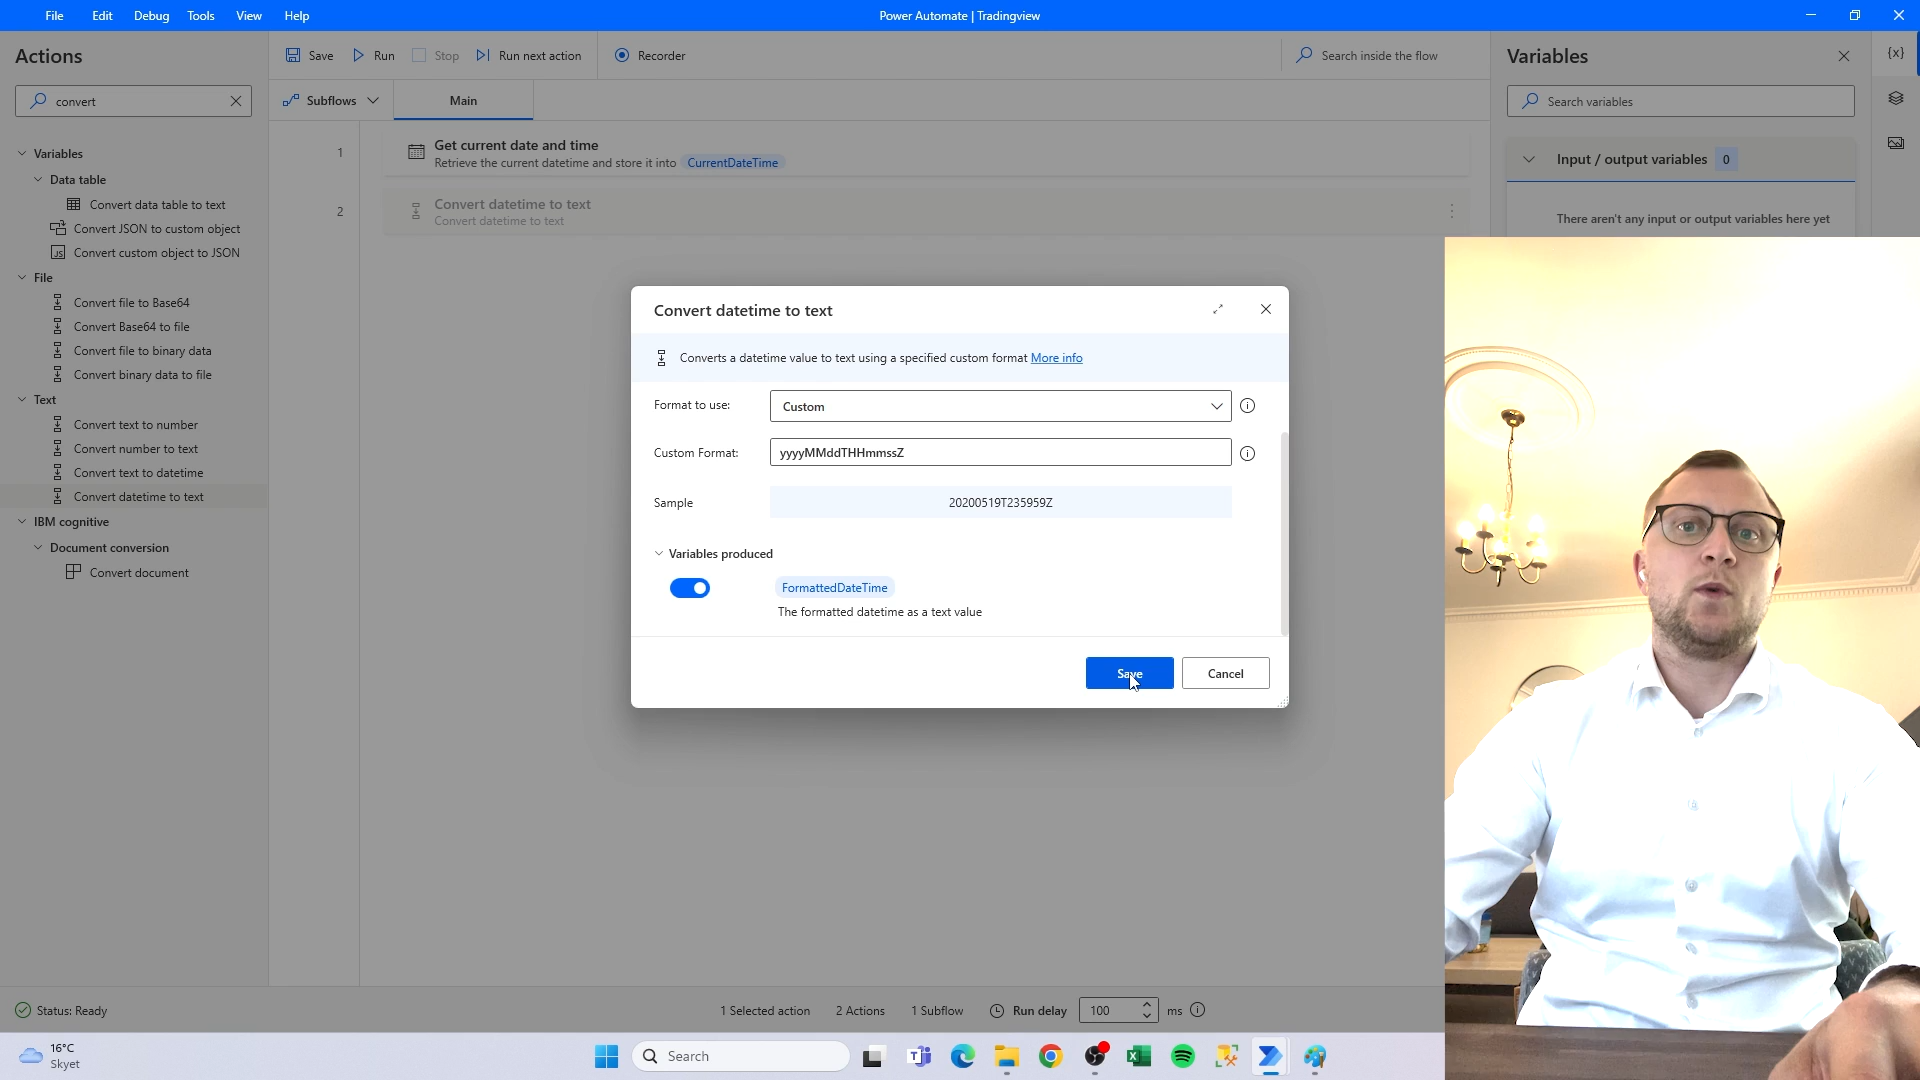 File Edit Debug Tools View Help
Power Automate | Tradingview
Actions
convert
Variables
Data table
Convert data table to text
Convert JSON to custom object
Convert custom object to JSON
File
Convert file to Base64
Convert Base64 to file
Convert file to binary data
Convert binary data to file
Text
Convert text to number
Convert number to text
Convert text to datetime
Convert datetime to text
IBM cognitive
Document conversion
Convert document
Save Run Stop Run next action Recorder
Search inside the flow
Subflows Main
1 Get current date and time
Retrieve the current datetime and store it into CurrentDateTime
2 Convert datetime to text
Convert datetime to text
Convert datetime to text
Converts a datetime value to text using a specified custom format More info
Format to use: Custom
Custom Format: yyyyMMddTHHmmssZ
Sample 20200519T235959Z
Variables produced
FormattedDateTime
The formatted datetime as a text value
Save Cancel
Variables
{x}
Search variables
Input / output variables 0
There aren't any input or output variables here yet
Status: Ready
1 Selected action 2 Actions 1 Subflow Run delay 100 ms
16°C
Skyet
Search